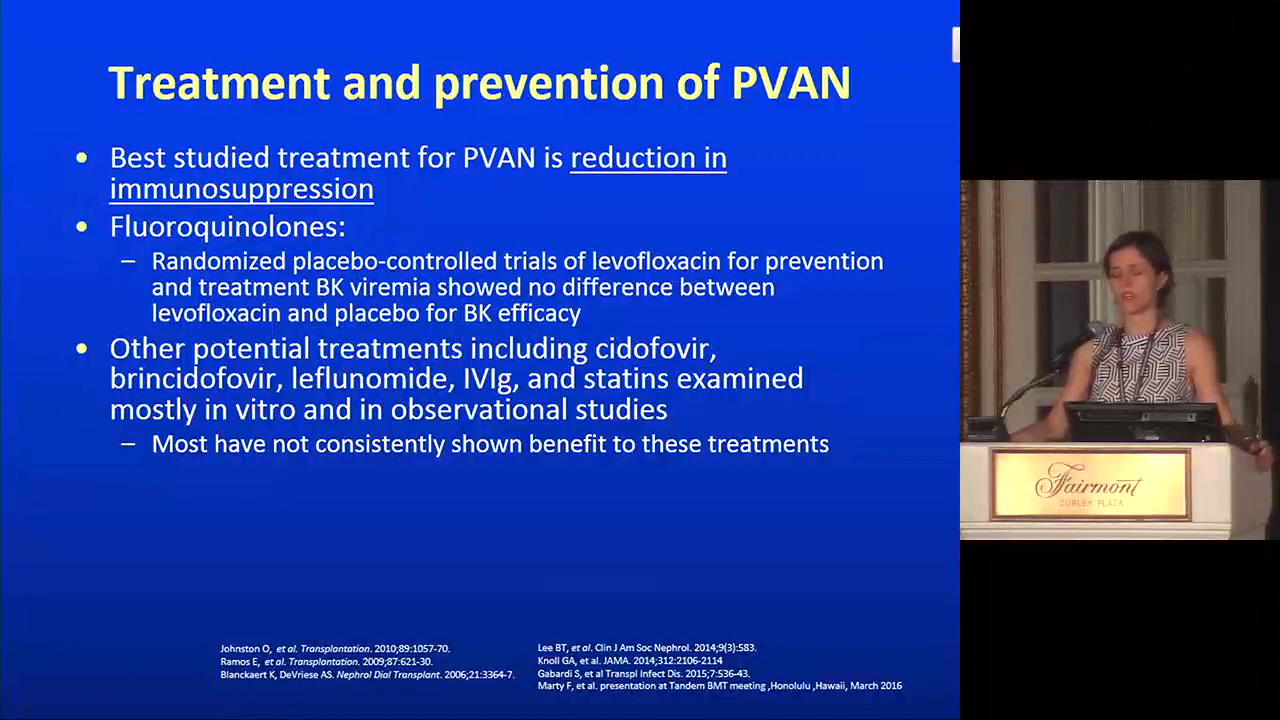 Treatment and prevention of PVAN
• Best studied treatment for PVAN is reduction in
immunosuppression
• Fluoroquinolones:
– Randomized placebo-controlled trials of levofloxacin for prevention
and treatment BK viremia showed no difference between
levofloxacin and placebo for BK efficacy
• Other potential treatments including cidofovir,
brincidofovir, leflunomide, IVIg, and statins examined
mostly in vitro and in observational studies
– Most have not consistently shown benefit to these treatments
Johnston O, et al. Transplantation. 2010;89:1057-70.
Ramos E, et al. Transplantation. 2009;87:621-30.
Blanckaert K, DeVriese AS. Nephrol Dial Transplant. 2006;21:3364-7.
Lee BT, et al. Clin J Am Soc Nephrol. 2014;9(3):583.
Knoll GA, et al. JAMA. 2014;312:2106-2114
Gabardi S, et al Transpl Infect Dis. 2015;7:536-43.
Marty F, et al. presentation at Tandem BMT meeting ,Honolulu ,Hawaii, March 2016
Fairmont
COPLEY PLAZA